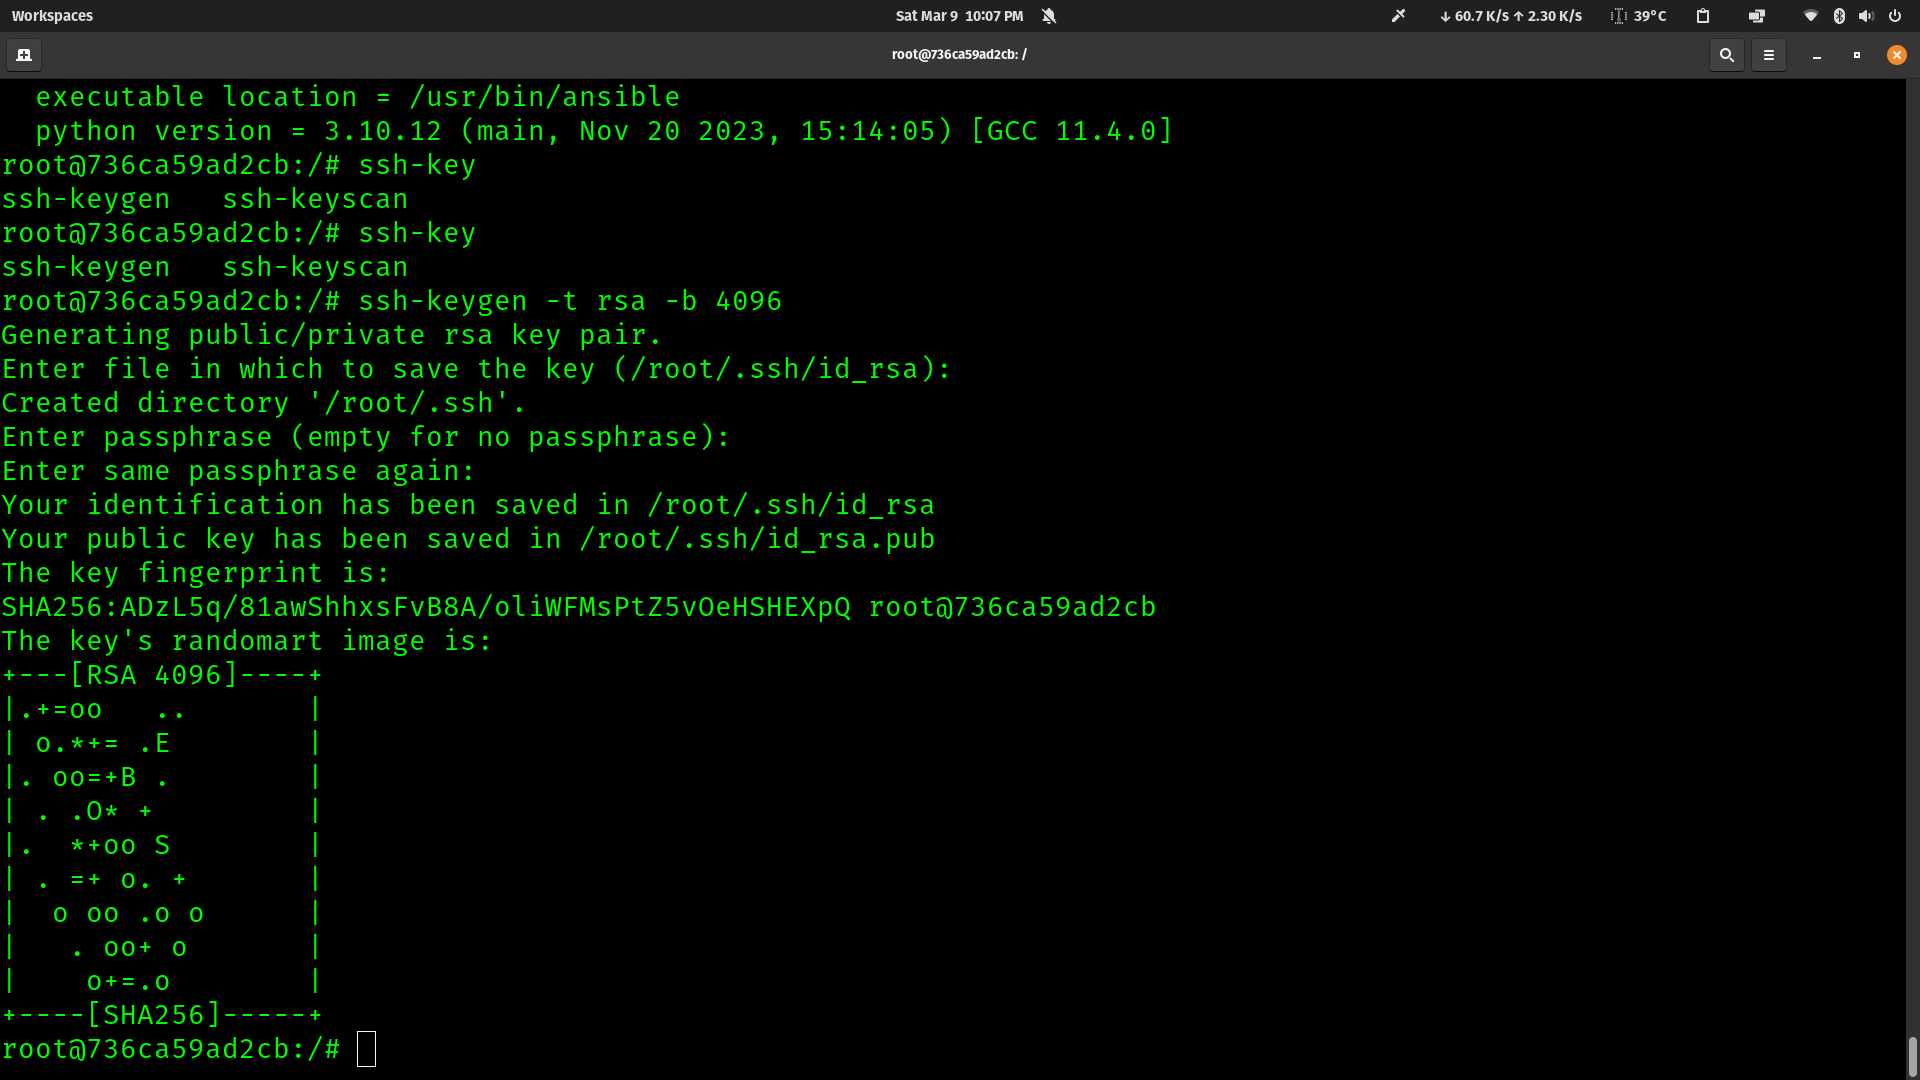 Workspaces
Sat Mar 9 10:07 PM
↓ 60.7 K/s ↑ 2.30 K/s
39°C
root@736ca59ad2cb: /
  executable location = /usr/bin/ansible
  python version = 3.10.12 (main, Nov 20 2023, 15:14:05) [GCC 11.4.0]
root@736ca59ad2cb:/# ssh-key
ssh-keygen   ssh-keyscan
root@736ca59ad2cb:/# ssh-key
ssh-keygen   ssh-keyscan
root@736ca59ad2cb:/# ssh-keygen -t rsa -b 4096
Generating public/private rsa key pair.
Enter file in which to save the key (/root/.ssh/id_rsa):
Created directory '/root/.ssh'.
Enter passphrase (empty for no passphrase):
Enter same passphrase again:
Your identification has been saved in /root/.ssh/id_rsa
Your public key has been saved in /root/.ssh/id_rsa.pub
The key fingerprint is:
SHA256:ADzL5q/81awShhxsFvB8A/oliWFMsPtZ5vOeHSHEXpQ root@736ca59ad2cb
The key's randomart image is:
+---[RSA 4096]----+
|.+=oo   ..       |
| o.*+= .E        |
|. oo=+B .        |
| . .O* +         |
|.  *+oo S        |
| . =+ o. +       |
|  o oo .o o      |
|   . oo+ o       |
|    o+=.o        |
+----[SHA256]-----+
root@736ca59ad2cb:/#